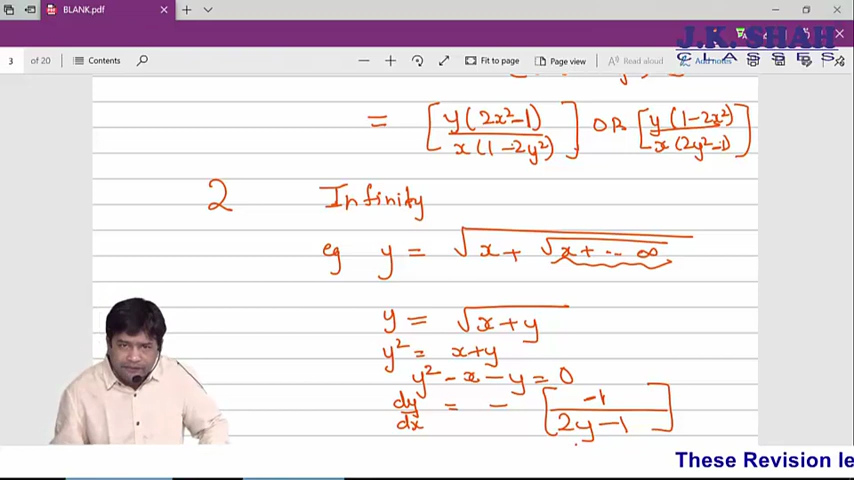 BLANK.pdf
J.K. SHAH
CLASSES
3 of 20 Contents Fit to page Page view Read aloud Add notes
= [y(2x²-1) / x(1-2y²)] OR [y(1-2x²) / x(2y²-1)]
2 Infinity
eg y = √x + √x + ... ∞
y = √x+y
y² = x+y
y² - x - y = 0
dy/dx = - [-1 / 2y-1]
These Revision le